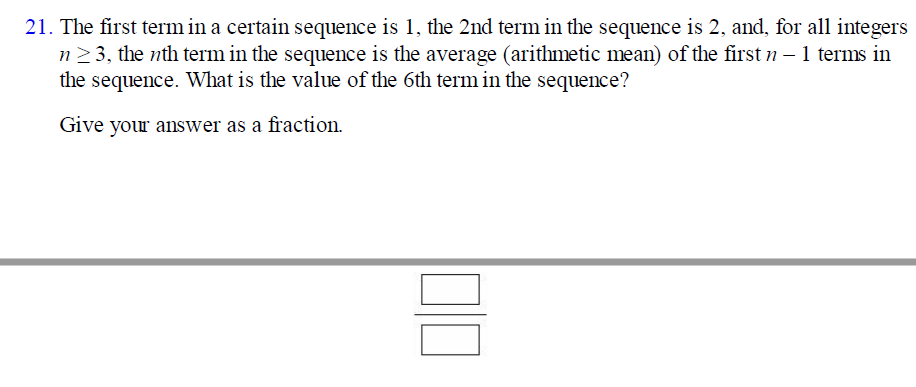 21. The first term in a certain sequence is 1, the 2nd term in the sequence is 2, and, for all integers
n ≥ 3, the nth term in the sequence is the average (arithmetic mean) of the first n – 1 terms in
the sequence. What is the value of the 6th term in the sequence?
Give your answer as a fraction.